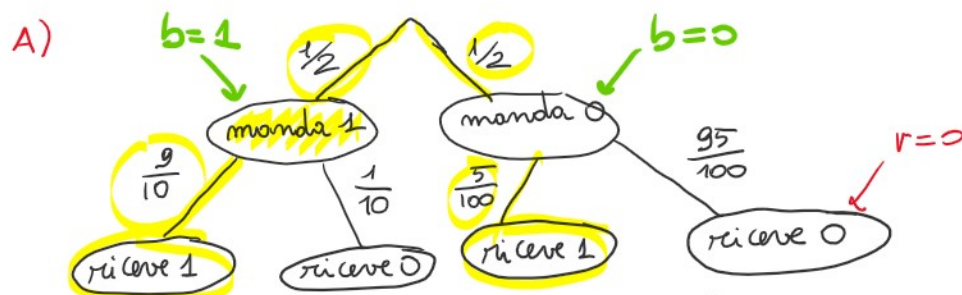 A)
b=1
1/2
1/2
b=0
manda 1
manda 0
9/10
1/10
5/100
95/100
r=0
riceve 1
riceve 0
riceve 1
riceve 0